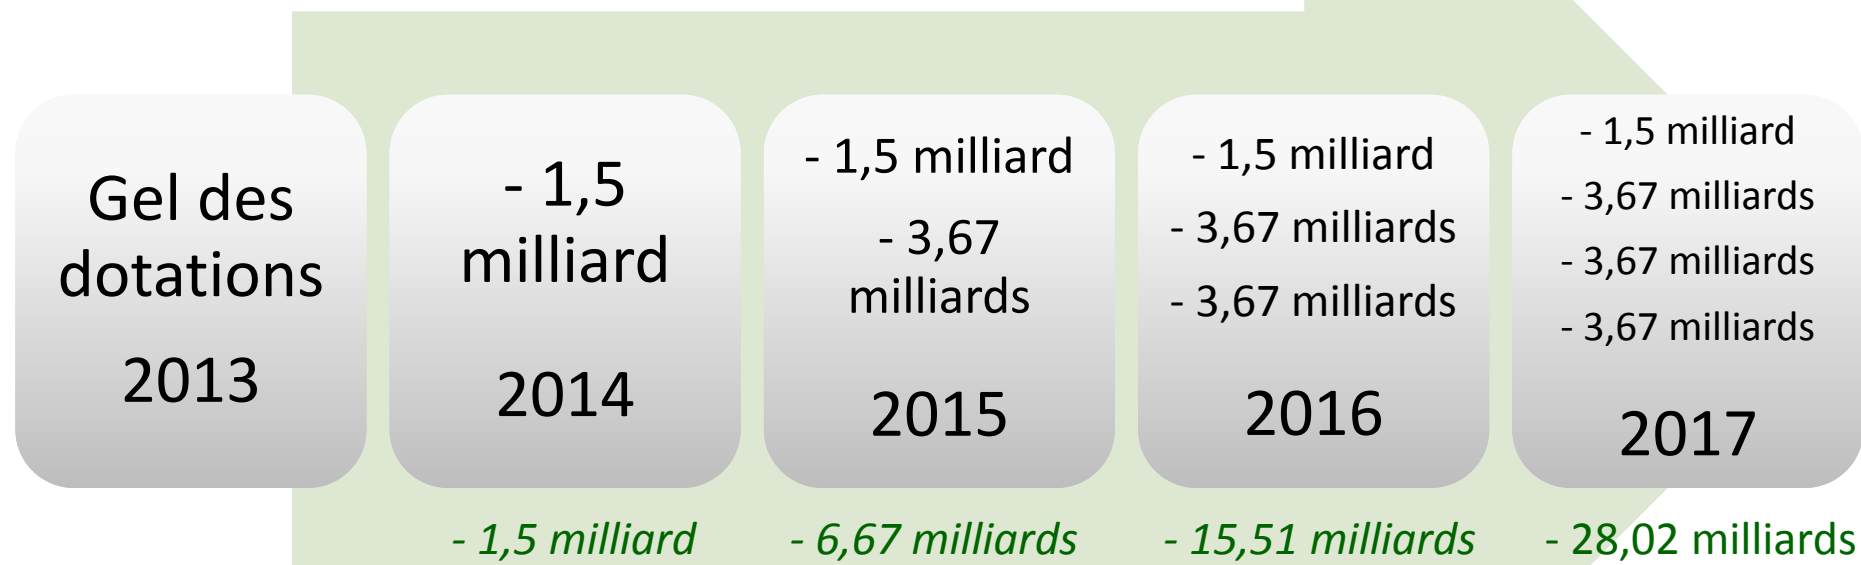 Gel des
dotations
2013
- 1,5
milliard
2014
- 1,5 milliard
- 3,67
milliards
2015
- 1,5 milliard
- 3,67 milliards
- 3,67 milliards
2016
- 1,5 milliard
- 3,67 milliards
- 3,67 milliards
- 3,67 milliards
2017
- 1,5 milliard
- 6,67 milliards
- 15,51 milliards
- 28,02 milliards